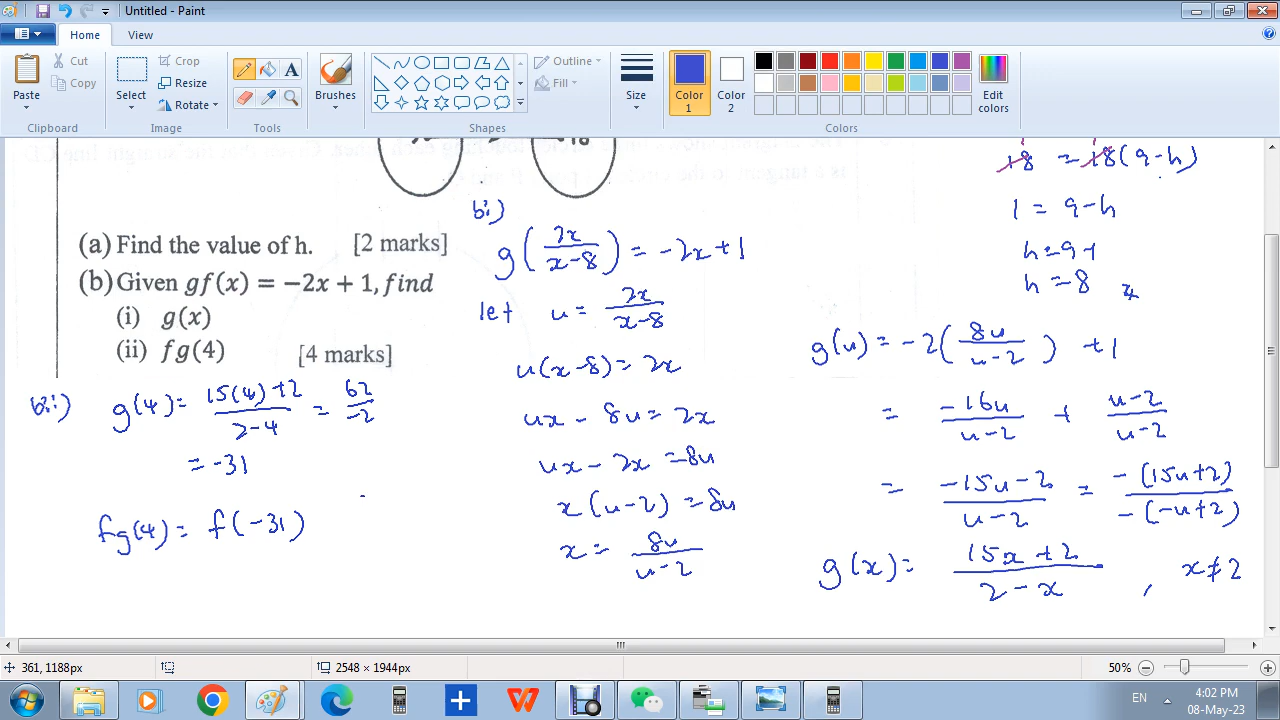 Untitled - Paint
Home
View
Paste
Cut
Copy
Clipboard
Select
Crop
Resize
Rotate
Image
A
Tools
Brushes
Shapes
Outline
Fill
Size
Color 1
Color 2
Edit colors
Colors
(a) Find the value of h. [2 marks]
(b) Given gf(x) = −2x + 1, find
(i) g(x)
(ii) fg(4) [4 marks]
18 = 18(9-h)
1 = 9-h
h = 9-1
h = 8
bi)
g(2x/(x-8)) = -2x+1
let u = 2x/(x-8)
u(x-8) = 2x
ux - 8u = 2x
ux - 2x = 8u
x(u-2) = 8u
x = 8u/(u-2)
g(u) = -2(8u/(u-2)) + 1
= -16u/(u-2) + (u-2)/(u-2)
= (-15u-2)/(u-2) = -(15u+2)/-(-u+2)
g(x) = (15x+2)/(2-x) , x≠2
bii) g(4) = (15(4)+2)/(2-4) = 62/-2
= -31
fg(4) = f(-31)
361, 1188px
2548 × 1944px
50%
EN
4:02 PM
08-May-23